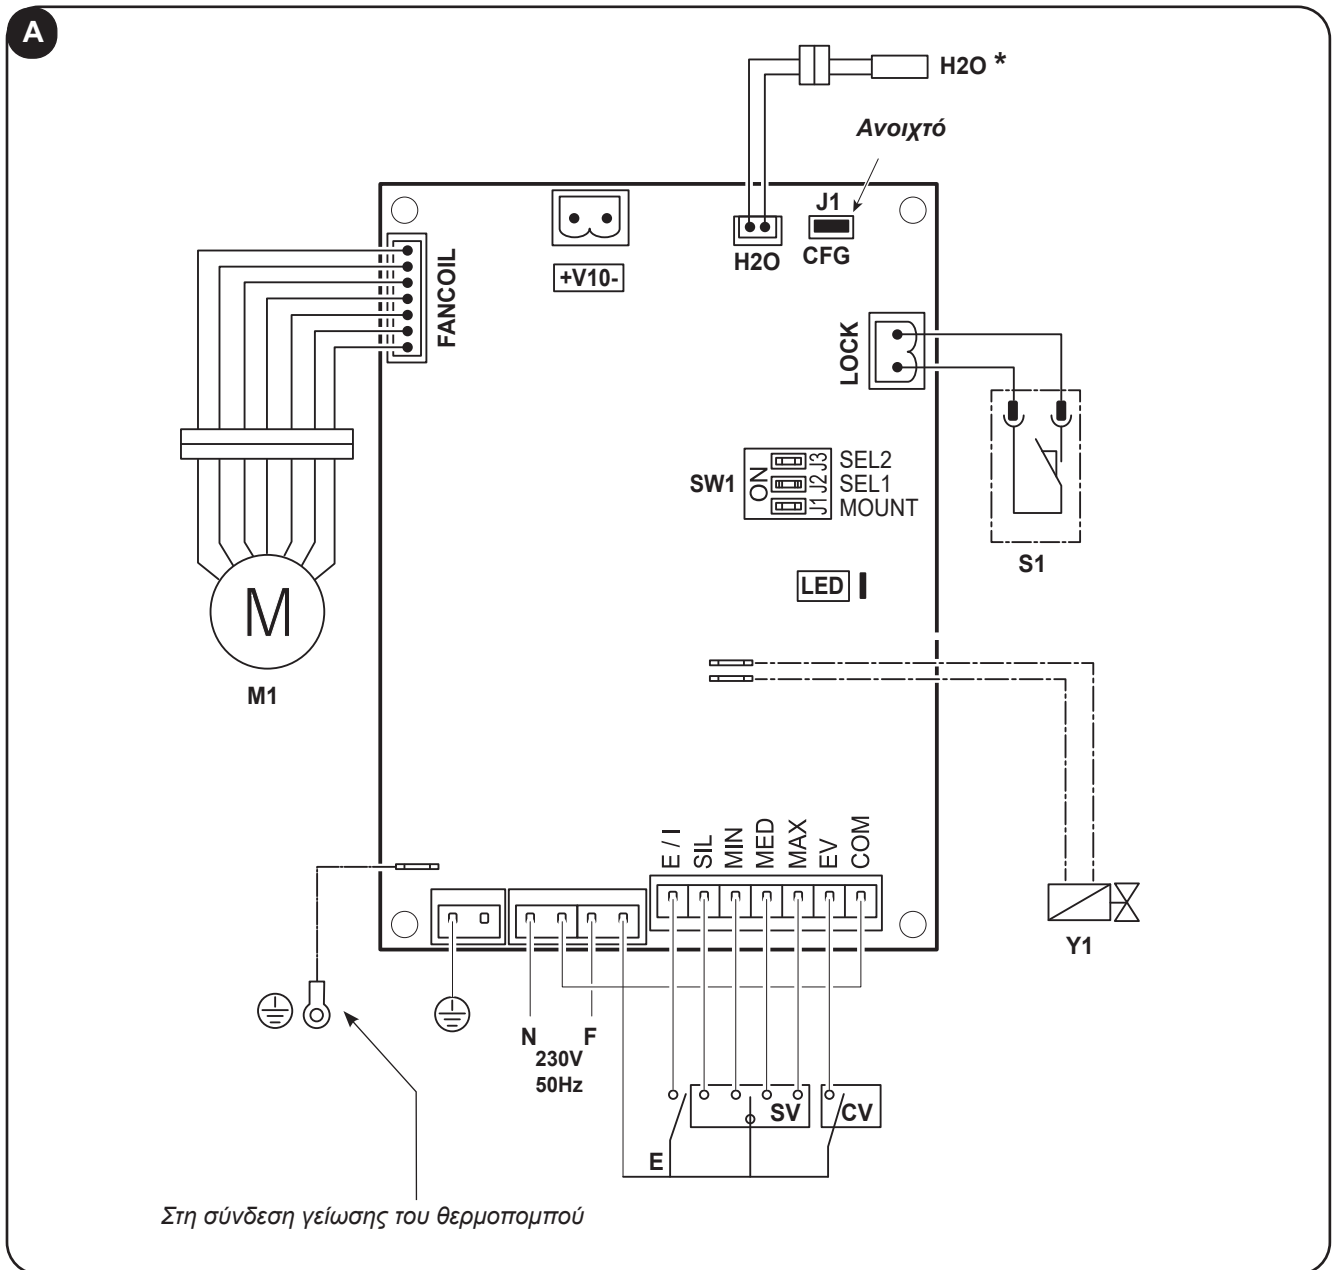 A
H2O *
Ανοιχτό
J1
H2O
CFG
+V10-
FANCOIL
LOCK
SW1
ON
J3 SEL2
J2 SEL1
J1 MOUNT
S1
LED
M
M1
E / I
SIL
MIN
MED
MAX
EV
COM
Y1
N F
230V
50Hz
SV
CV
E
Στη σύνδεση γείωσης του θερμοπομπού